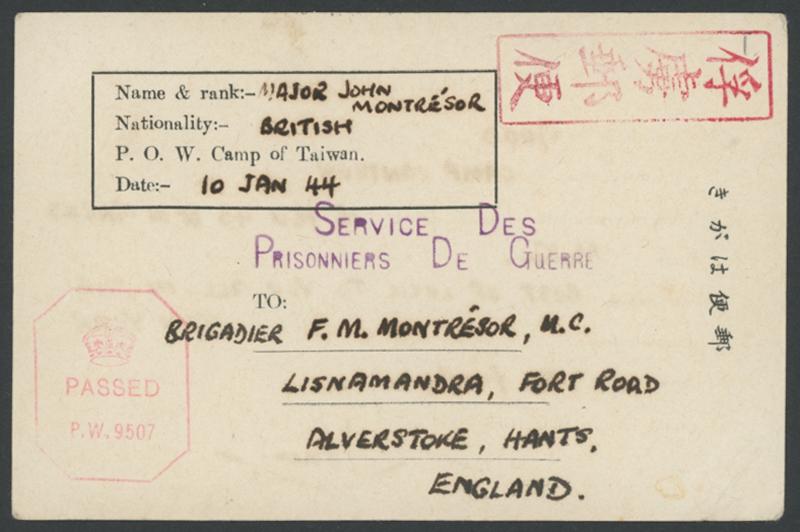 俘虜郵便
Name & rank:- MAJOR JOHN
MONTRÉSOR
Nationality:- BRITISH
P. O. W. Camp of Taiwan.
Date:- 10 JAN 44
郵便はがき
SERVICE DES
PRISONNIERS DE GUERRE
TO:
BRIGADIER F. M. MONTRÉSOR, M.C.
LISNAMANDRA, FORT ROAD
ALVERSTOKE, HANTS,
ENGLAND.
PASSED
P.W. 9507